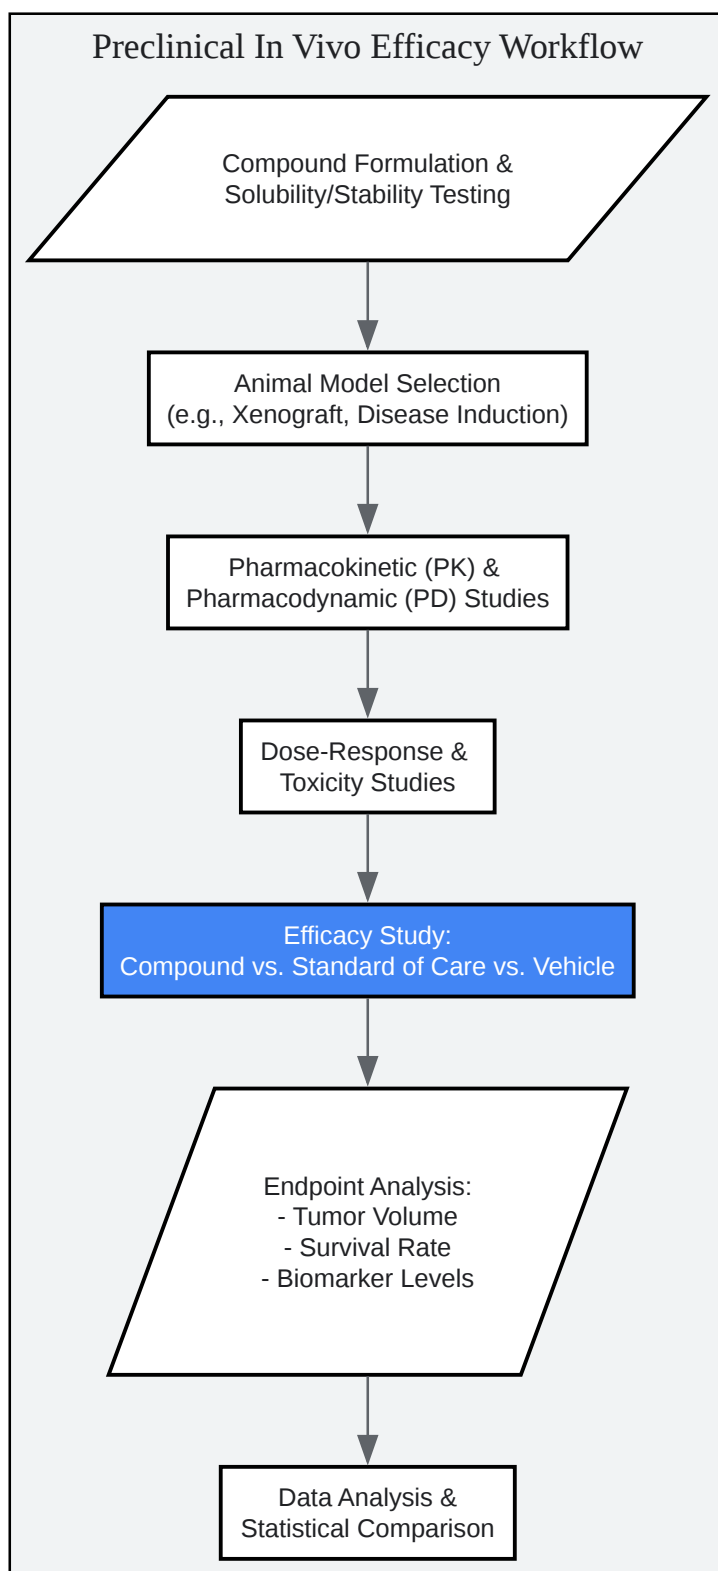 Preclinical In Vivo Efficacy Workflow
Compound Formulation &
Solubility/Stability Testing
Animal Model Selection
(e.g., Xenograft, Disease Induction)
Pharmacokinetic (PK) &
Pharmacodynamic (PD) Studies
Dose-Response &
Toxicity Studies
Efficacy Study:
Compound vs. Standard of Care vs. Vehicle
Endpoint Analysis:
- Tumor Volume
- Survival Rate
- Biomarker Levels
Data Analysis &
Statistical Comparison